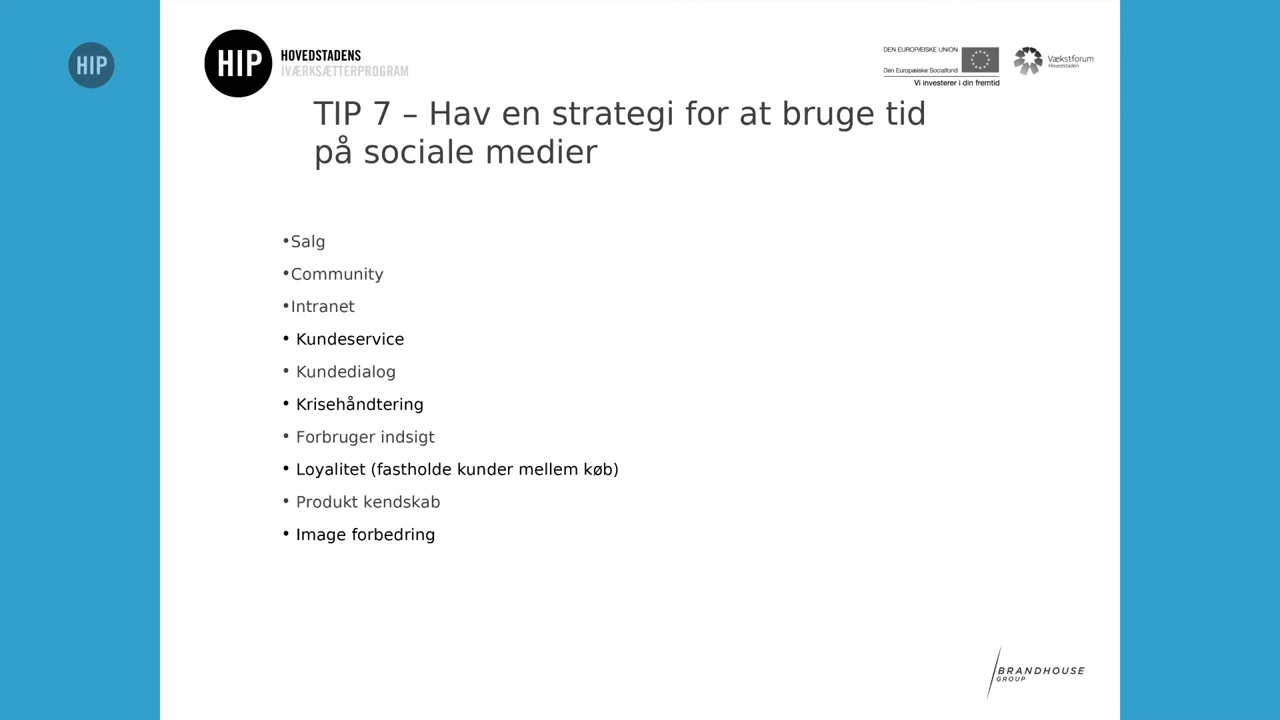 HIP
HIP
HOVEDSTADENS
IVÆRKSÆTTERPROGRAM
DEN EUROPÆISKE UNION
Den Europæiske Socialfond
Vi investerer i din fremtid
Vækstforum
Hovedstaden
TIP 7 – Hav en strategi for at bruge tid
på sociale medier
•Salg
•Community
•Intranet
• Kundeservice
• Kundedialog
• Krisehåndtering
• Forbruger indsigt
• Loyalitet (fastholde kunder mellem køb)
• Produkt kendskab
• Image forbedring
BRANDHOUSE
GROUP